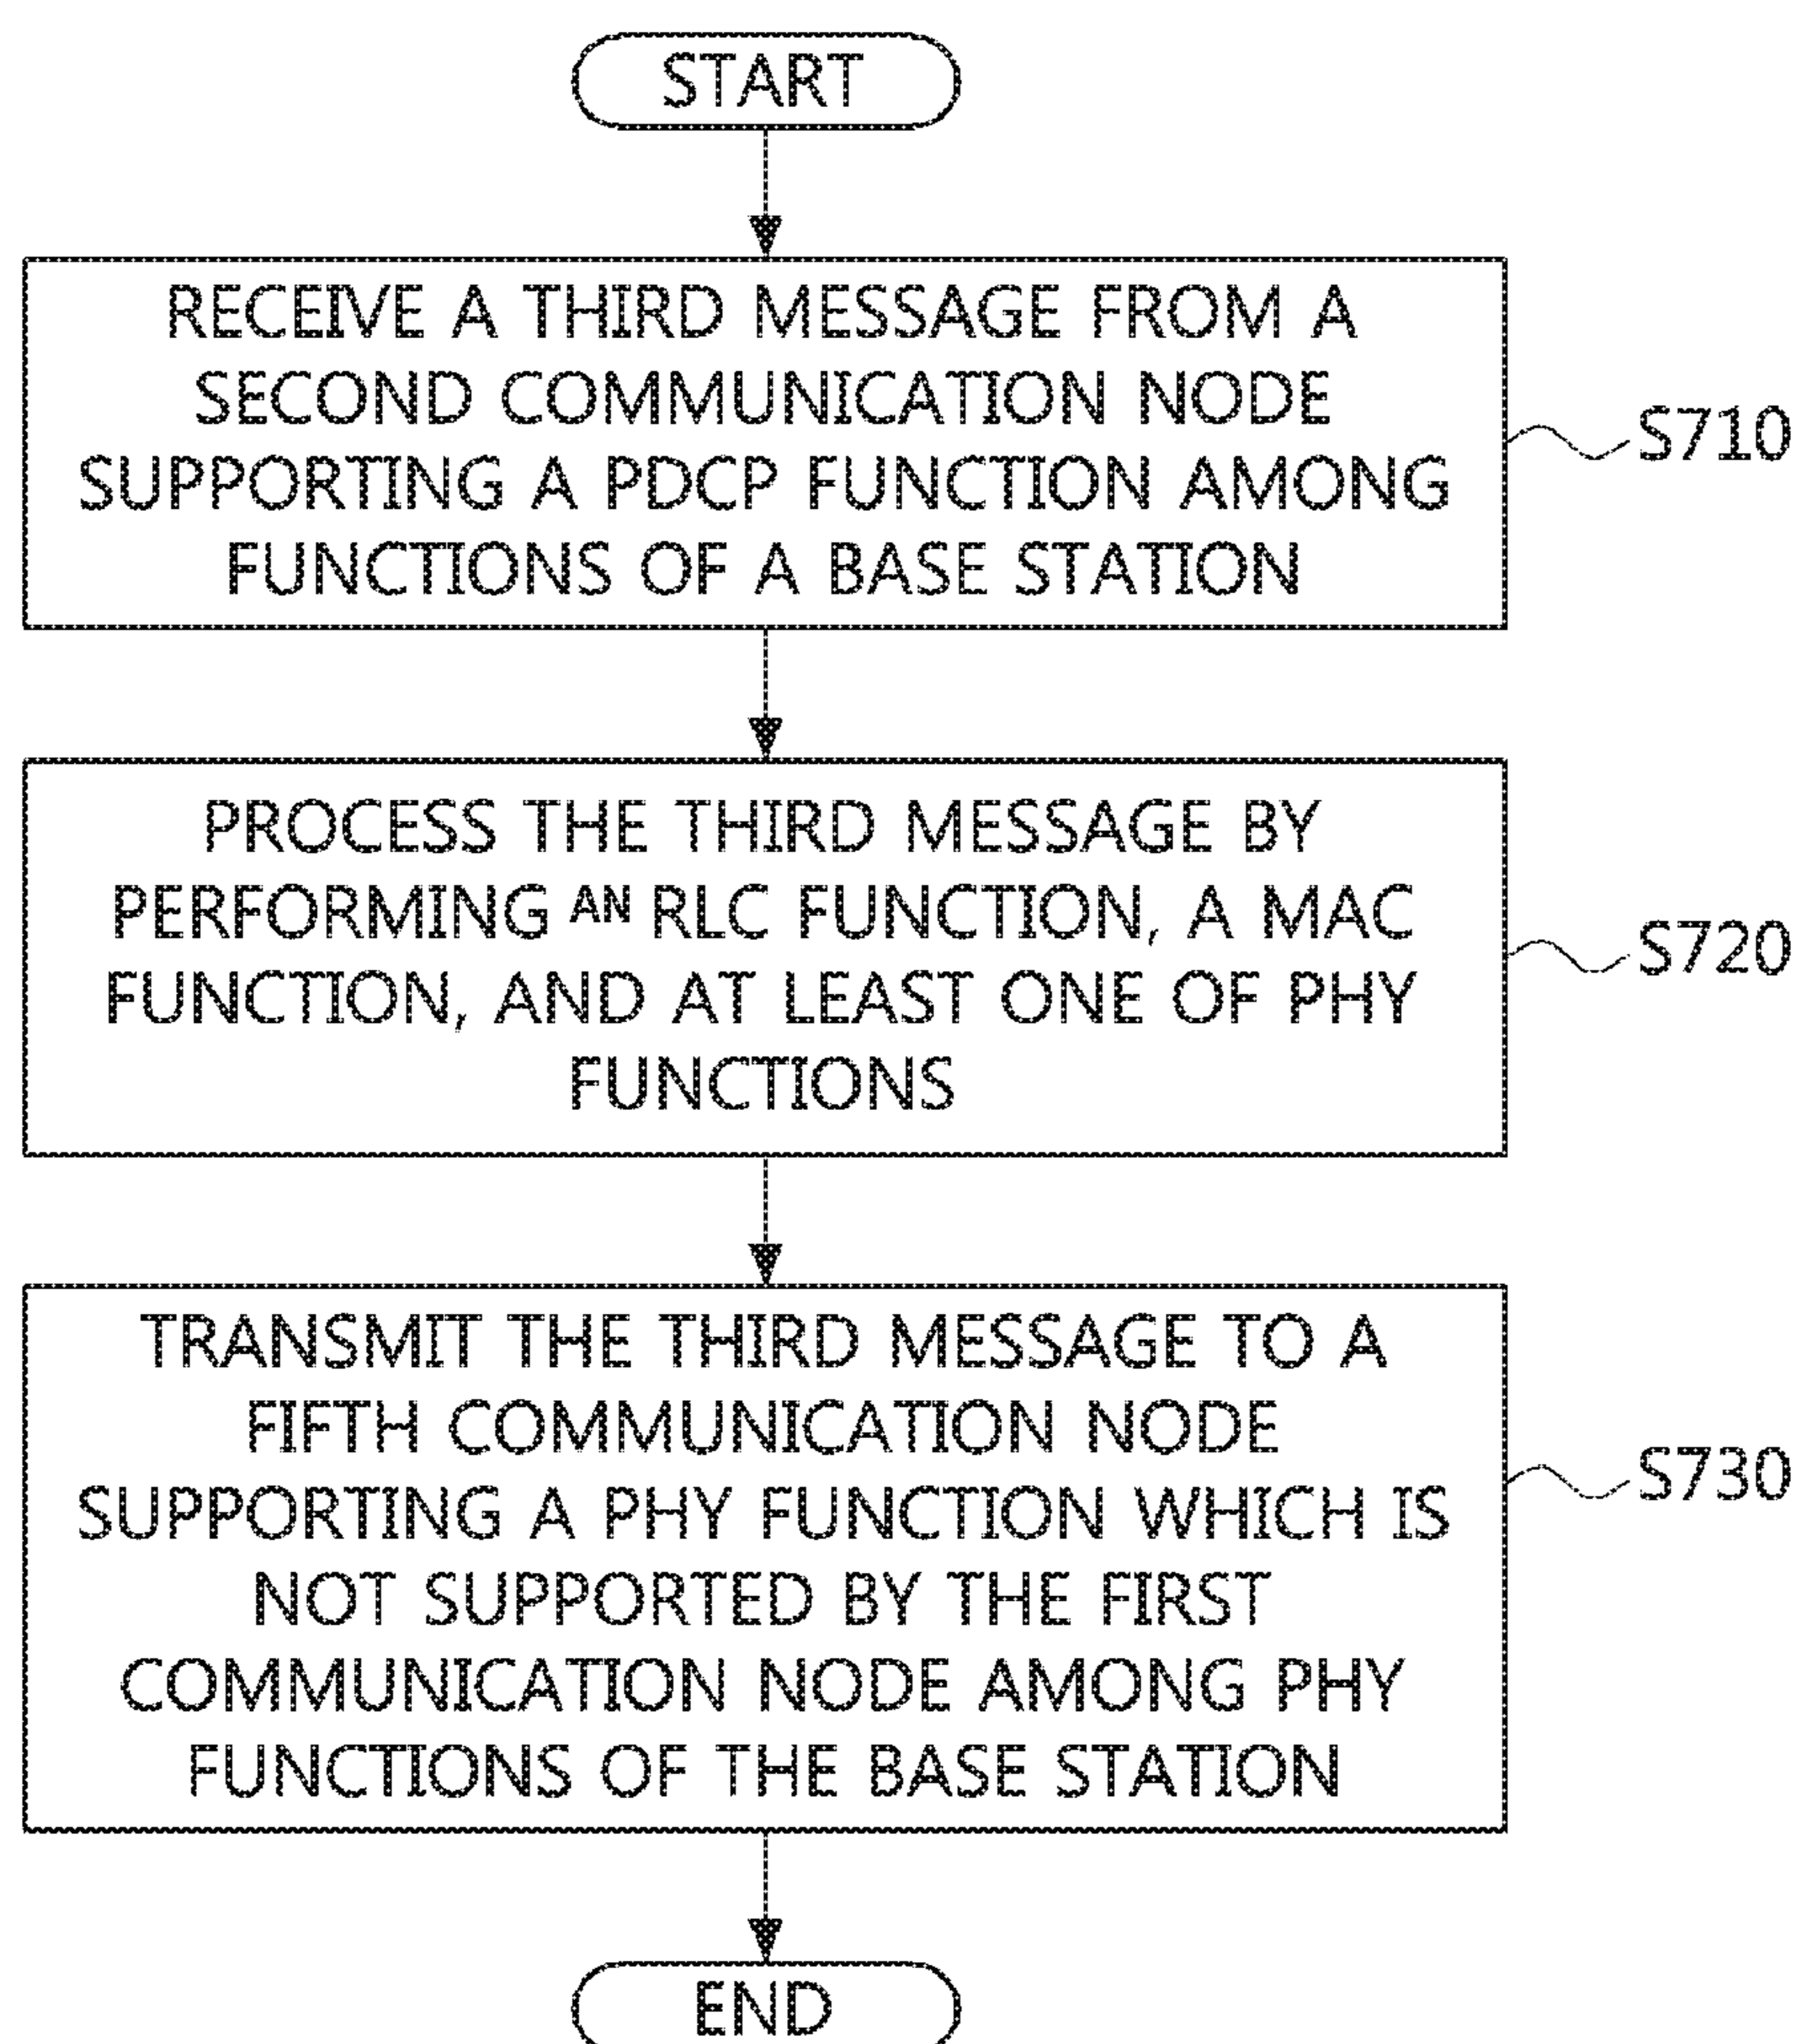 START
RECEIVE A THIRD MESSAGE FROM A
SECOND COMMUNICATION NODE
SUPPORTING A PDCP FUNCTION AMONG
FUNCTIONS OF A BASE STATION
S710
PROCESS THE THIRD MESSAGE BY
PERFORMING AN RLC FUNCTION, A MAC
FUNCTION, AND AT LEAST ONE OF PHY
FUNCTIONS
S720
TRANSMIT THE THIRD MESSAGE TO A
FIFTH COMMUNICATION NODE
SUPPORTING A PHY FUNCTION WHICH IS
NOT SUPPORTED BY THE FIRST
COMMUNICATION NODE AMONG PHY
FUNCTIONS OF THE BASE STATION
S730
END